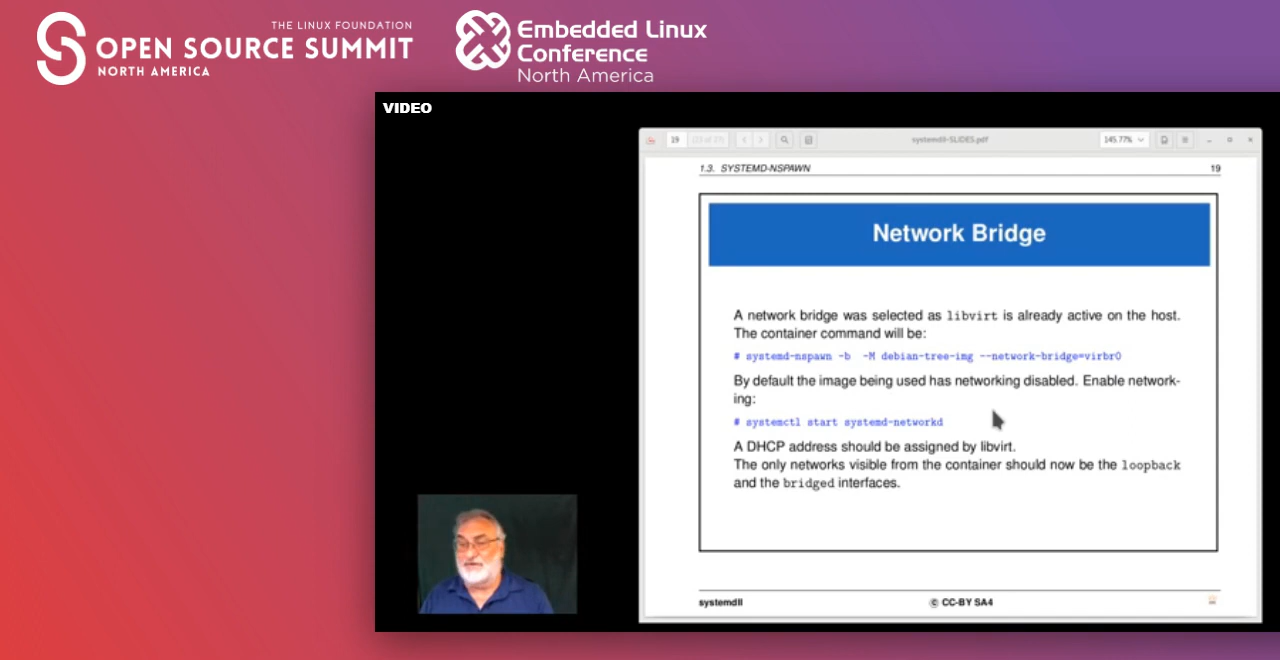 THE LINUX FOUNDATION
OPEN SOURCE SUMMIT
NORTH AMERICA
Embedded Linux
Conference
North America
VIDEO
19 (19 of 27) systemdII-SLIDES.pdf 145.77%
1.3. SYSTEMD-NSPAWN 19
Network Bridge
A network bridge was selected as libvirt is already active on the host.
The container command will be:
# systemd-nspawn -b -M debian-tree-img --network-bridge=virbr0
By default the image being used has networking disabled. Enable network-
ing:
# systemctl start systemd-networkd
A DHCP address should be assigned by libvirt.
The only networks visible from the container should now be the loopback
and the bridged interfaces.
systemdII © CC-BY SA4